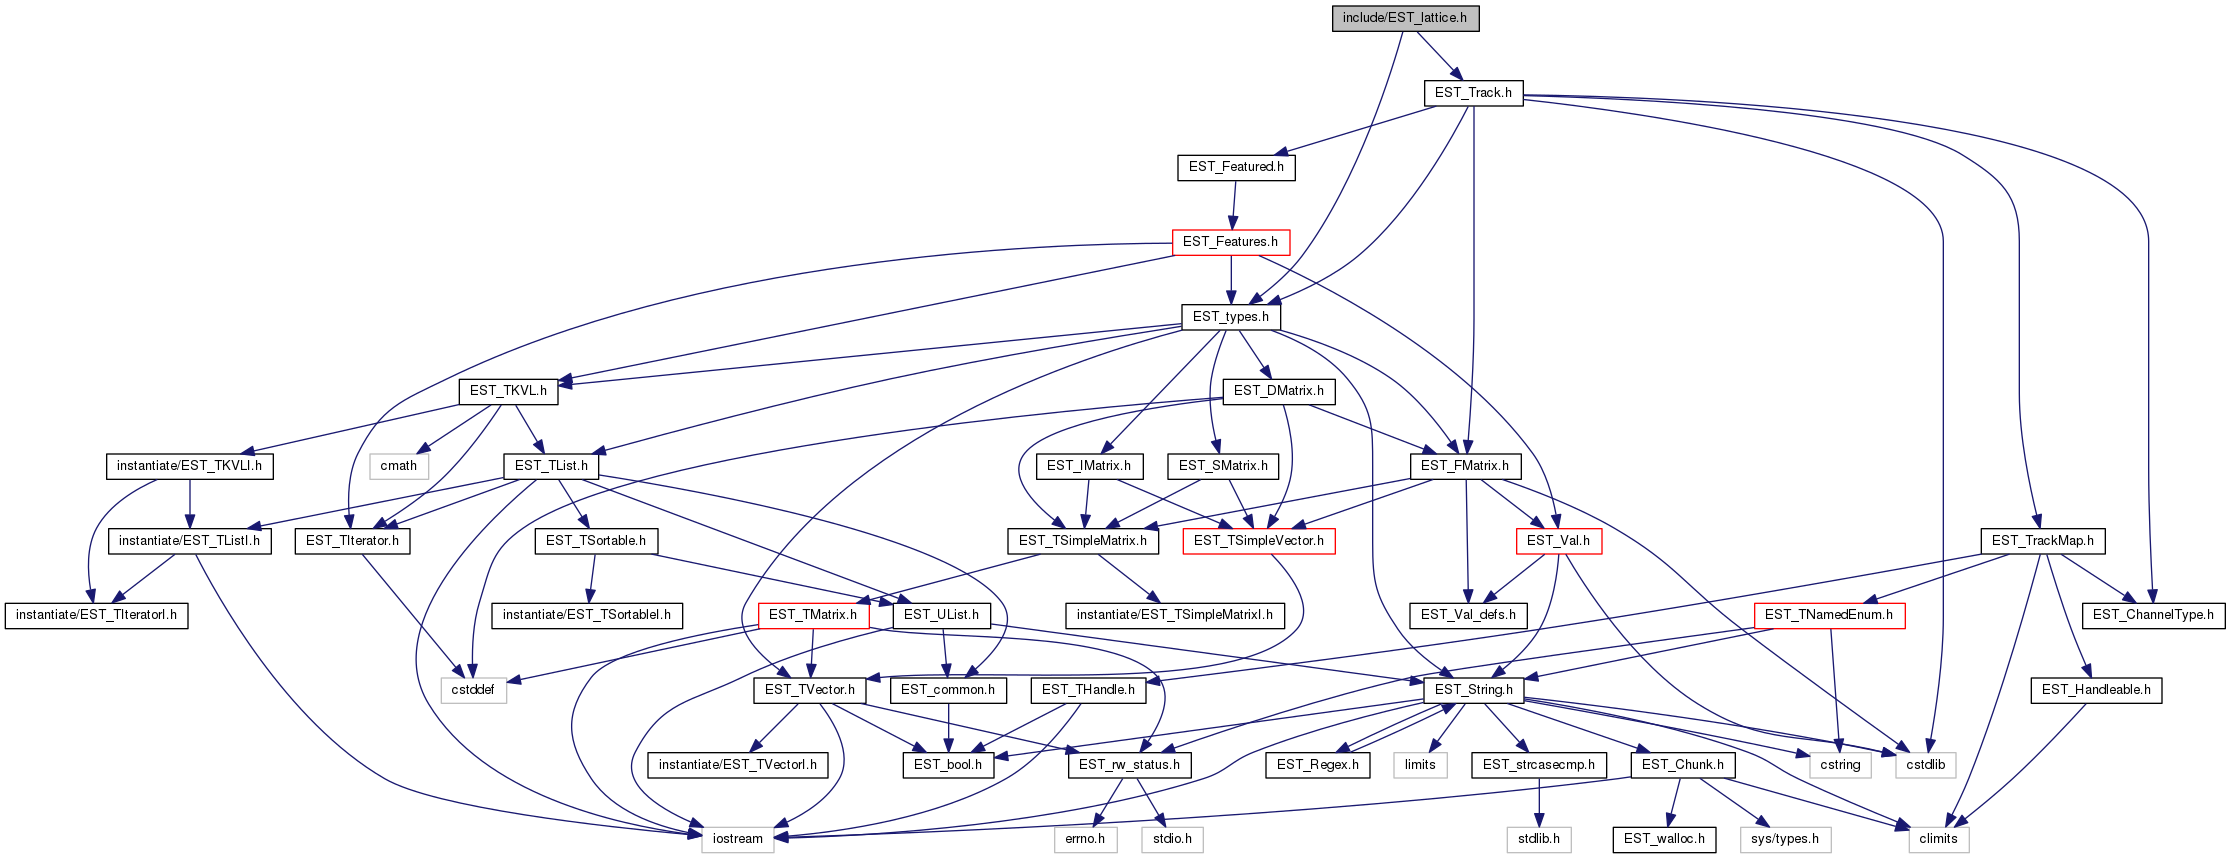 include/EST_lattice.h
EST_Track.h
EST_Featured.h
EST_Features.h
EST_types.h
EST_TKVL.h
EST_DMatrix.h
instantiate/EST_TKVLI.h
cmath
EST_TList.h
EST_IMatrix.h
EST_SMatrix.h
EST_FMatrix.h
instantiate/EST_TListI.h
EST_TIterator.h
EST_TSortable.h
EST_TSimpleMatrix.h
EST_TSimpleVector.h
EST_Val.h
EST_TrackMap.h
instantiate/EST_TIteratorI.h
instantiate/EST_TSortableI.h
EST_TMatrix.h
EST_UList.h
instantiate/EST_TSimpleMatrixI.h
EST_Val_defs.h
EST_TNamedEnum.h
EST_ChannelType.h
cstddef
EST_TVector.h
EST_common.h
EST_THandle.h
EST_String.h
EST_Handleable.h
instantiate/EST_TVectorI.h
EST_bool.h
EST_rw_status.h
EST_Regex.h
limits
EST_strcasecmp.h
EST_Chunk.h
cstring
cstdlib
iostream
errno.h
stdio.h
stdlib.h
EST_walloc.h
sys/types.h
climits